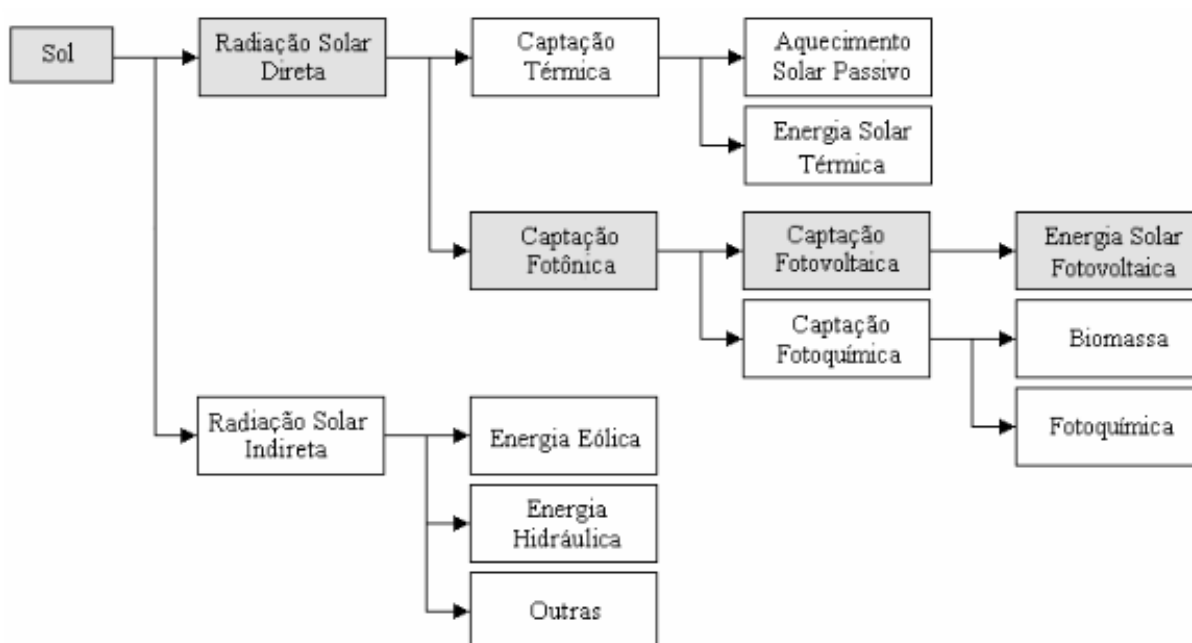 Sol
Radiação Solar
Direta
Captação
Térmica
Aquecimento
Solar Passivo
Energia Solar
Térmica
Captação
Fotônica
Captação
Fotovoltaica
Energia Solar
Fotovoltaica
Captação
Fotoquímica
Biomassa
Fotoquímica
Radiação Solar
Indireta
Energia Eólica
Energia
Hidráulica
Outras